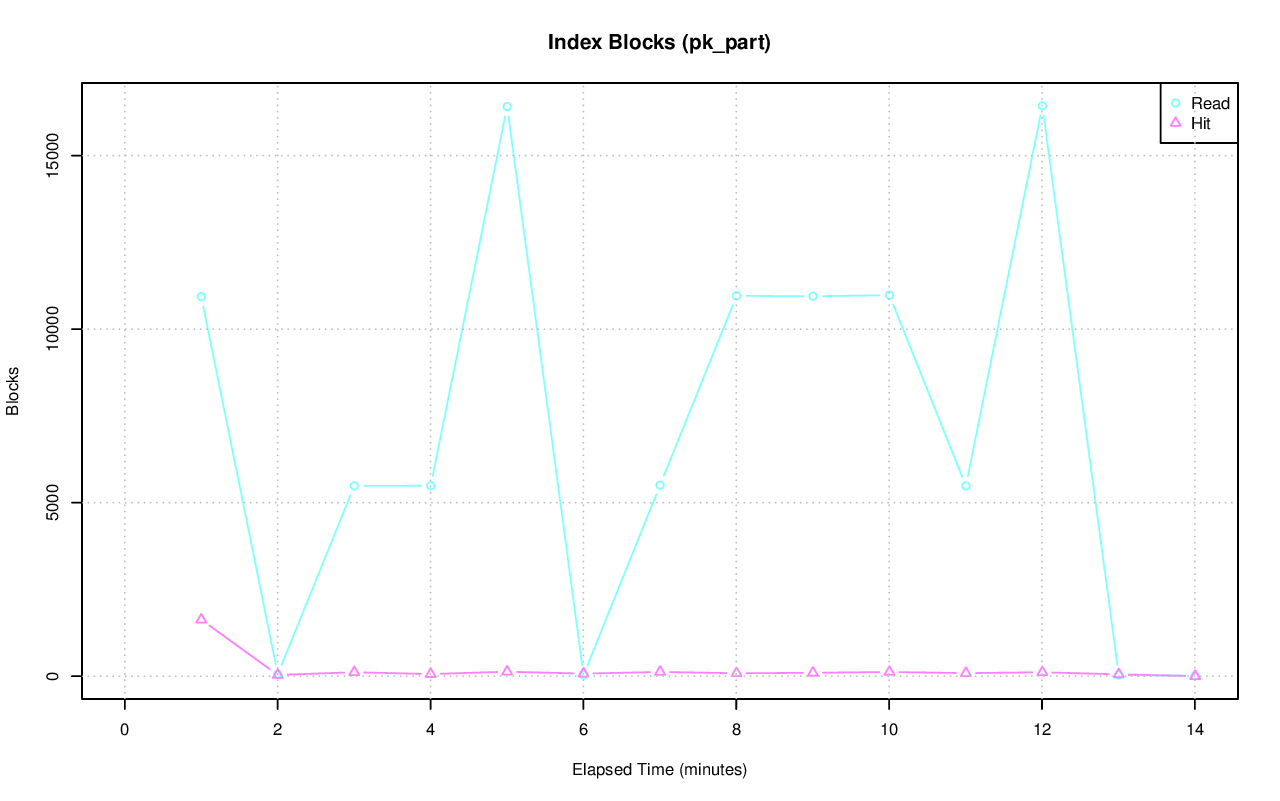 Index Blocks (pk_part)
Read
Hit
15000
10000
5000
0
Blocks
0 2 4 6 8 10 12 14
Elapsed Time (minutes)